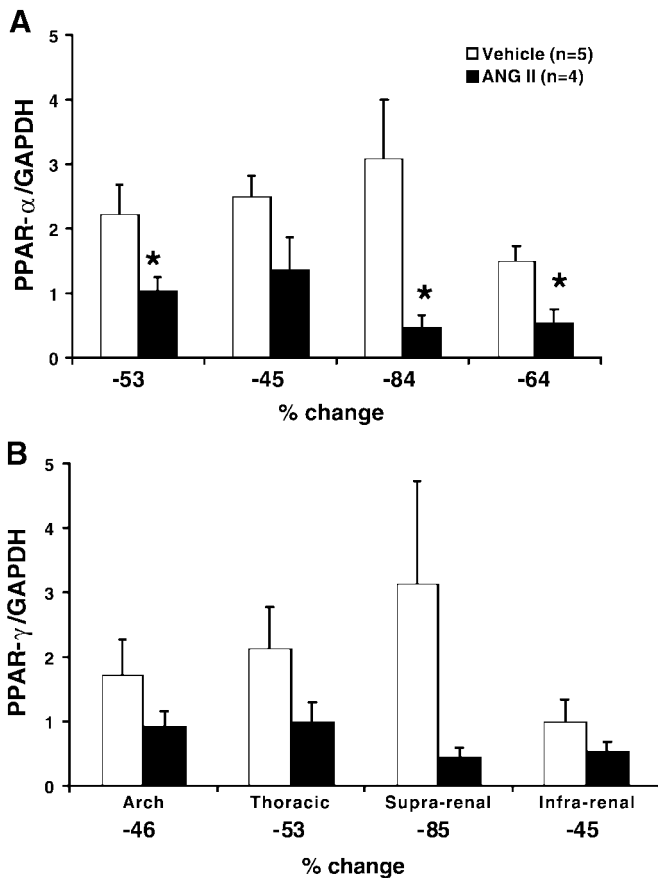 A
5
4
3
2
1
0
PPAR-α/GAPDH
Vehicle (n=5)
ANG II (n=4)
*
*
*
-53 -45 -84 -64
% change
B
5
4
3
2
1
0
PPAR-γ/GAPDH
Arch Thoracic Supra-renal Infra-renal
-46 -53 -85 -45
% change